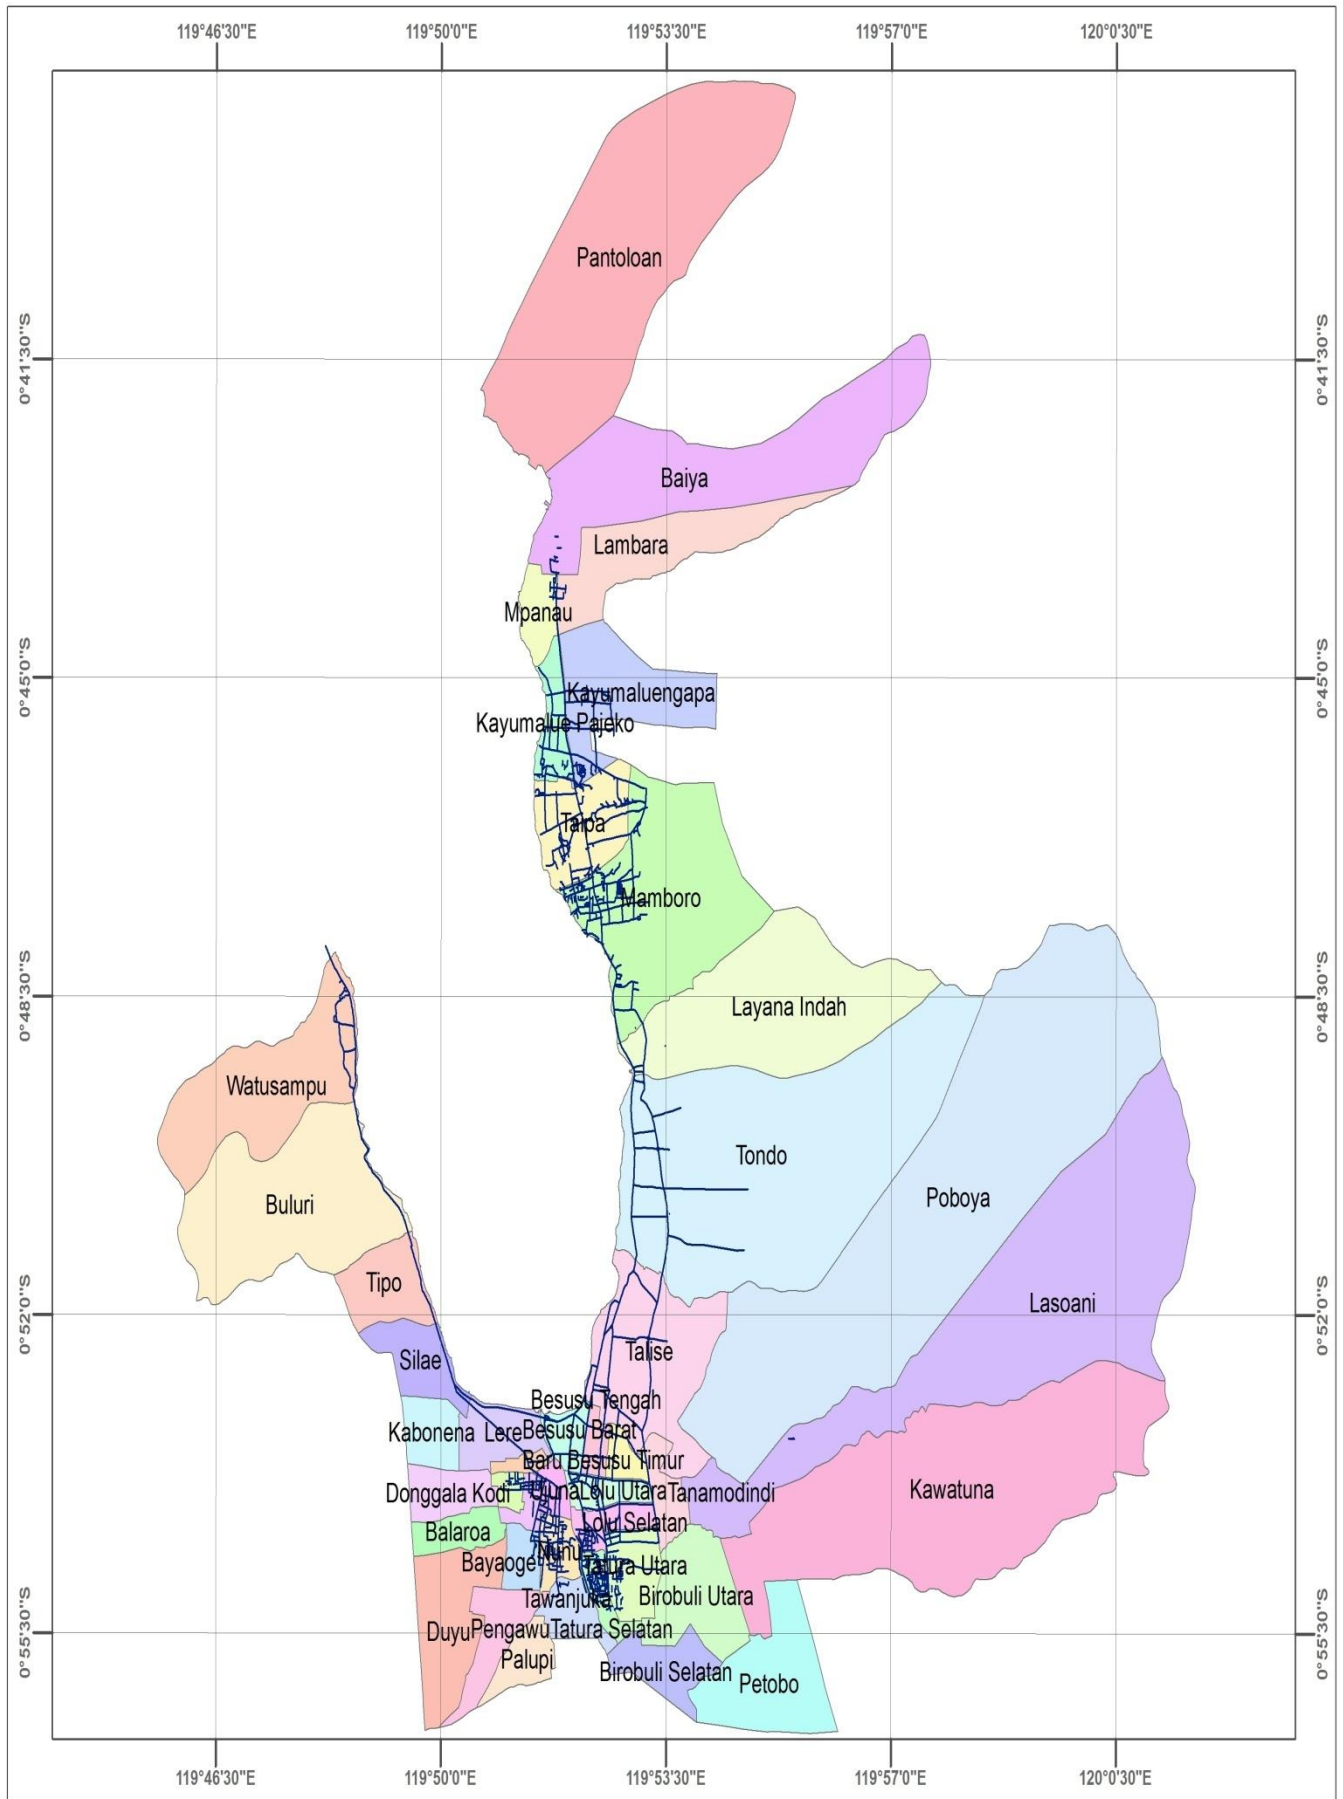 119°46'30"E
119°50'0"E
119°53'30"E
119°57'0"E
120°0'30"E
Pantoloan
0°41'30"S
0°41'30"S
Baiya
Lambara
Mpanau
0°45'0"S
0°45'0"S
Kayumaluengapa
Kayumalue Pajeko
Taipa
Mamboro
0°48'30"S
0°48'30"S
Layana Indah
Watusampu
Tondo
Poboya
Buluri
Tipo
Lasoani
0°52'0"S
0°52'0"S
Talise
Silae
Besusu Tengah
Kabonena
Lere
Besusu Barat
Baru
Besusu Timur
Donggala Kodi
Ujuna
Lolu Utara
Tanamodindi
Kawatuna
Lolu Selatan
Balaroa
Nunu
Bayaoge
Tatura Utara
Birobuli Utara
Tawanjuka
Duyu
Pengawu
Tatura Selatan
0°55'30"S
0°55'30"S
Palupi
Birobuli Selatan
Petobo
119°46'30"E
119°50'0"E
119°53'30"E
119°57'0"E
120°0'30"E